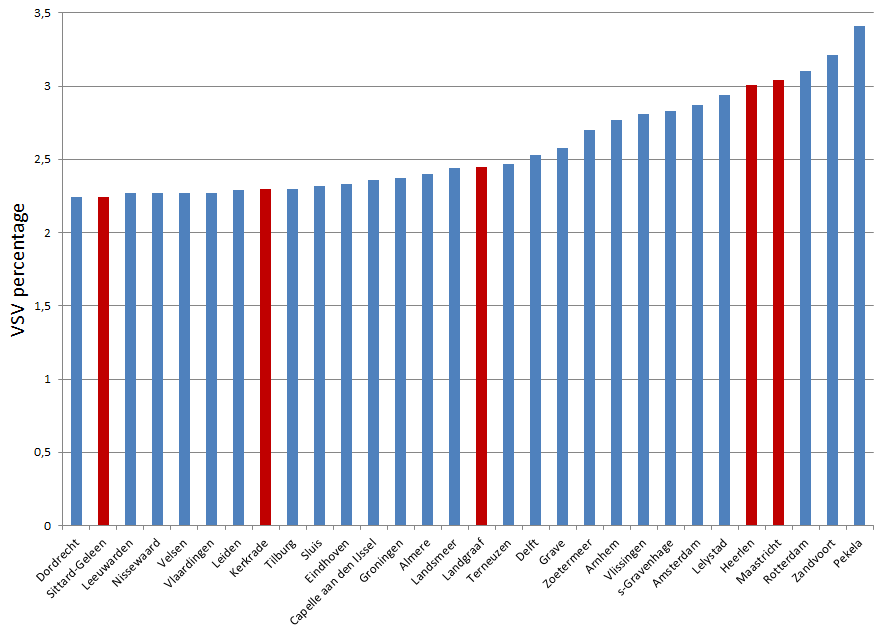 VSV percentage
3,5
3
2,5
2
1,5
1
0,5
0
Dordrecht
Sittard-Geleen
Leeuwarden
Nissewaard
Velsen
Vlaardingen
Leiden
Kerkrade
Tilburg
Sluis
Eindhoven
Capelle aan den IJssel
Groningen
Almere
Landsmeer
Landgraaf
Terneuzen
Delft
Grave
Zoetermeer
Arnhem
Vlissingen
s-Gravenhage
Amsterdam
Lelystad
Heerlen
Maastricht
Rotterdam
Zandvoort
Pekela